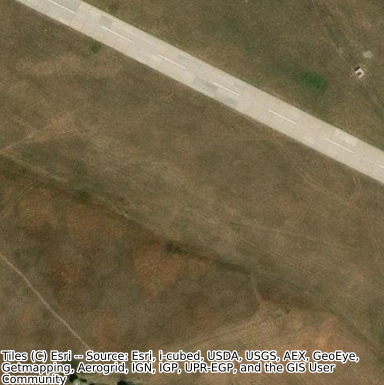 Tiles (C) Esri -- Source: Esri, i-cubed, USDA, USGS, AEX, GeoEye,
Getmapping, Aerogrid, IGN, IGP, UPR-EGP, and the GIS User
Community